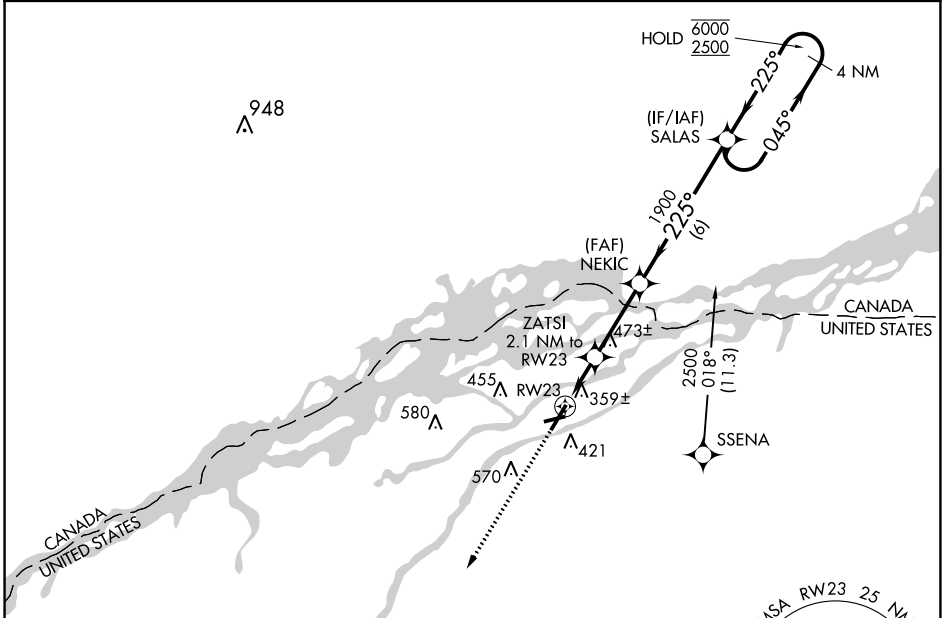 HOLD 6000
2500
4 NM
225°
045°
948
(IF/IAF)
SALAS
1900
225°
(6)
(FAF)
NEKIC
CANADA
UNITED STATES
ZATSI
2.1 NM to
RW23
473±
2500
018°
(11.3)
455
RW23
359±
580
421
SSENA
570
CANADA
UNITED STATES
MSA RW23 25 NM